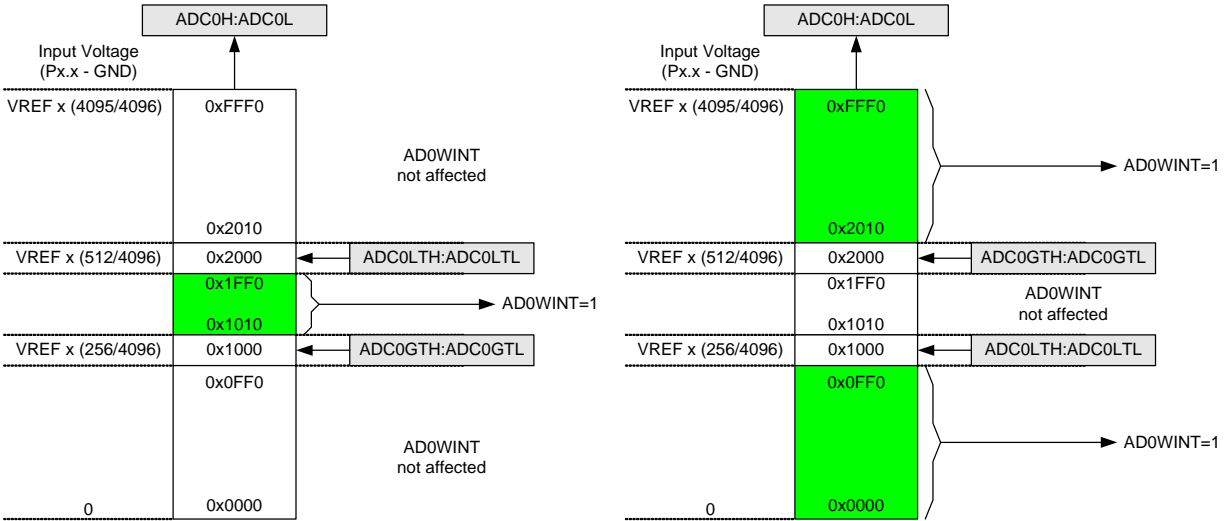 ADC0H:ADC0L
Input Voltage
(Px.x - GND)
VREF x (4095/4096)
0xFFF0
AD0WINT
not affected
0x2010
VREF x (512/4096)
0x2000
ADC0LTH:ADC0LTL
0x1FF0
AD0WINT=1
0x1010
VREF x (256/4096)
0x1000
ADC0GTH:ADC0GTL
0x0FF0
AD0WINT
not affected
0
0x0000
ADC0H:ADC0L
Input Voltage
(Px.x - GND)
VREF x (4095/4096)
0xFFF0
AD0WINT=1
0x2010
VREF x (512/4096)
0x2000
ADC0GTH:ADC0GTL
0x1FF0
AD0WINT
not affected
0x1010
VREF x (256/4096)
0x1000
ADC0LTH:ADC0LTL
0x0FF0
AD0WINT=1
0
0x0000